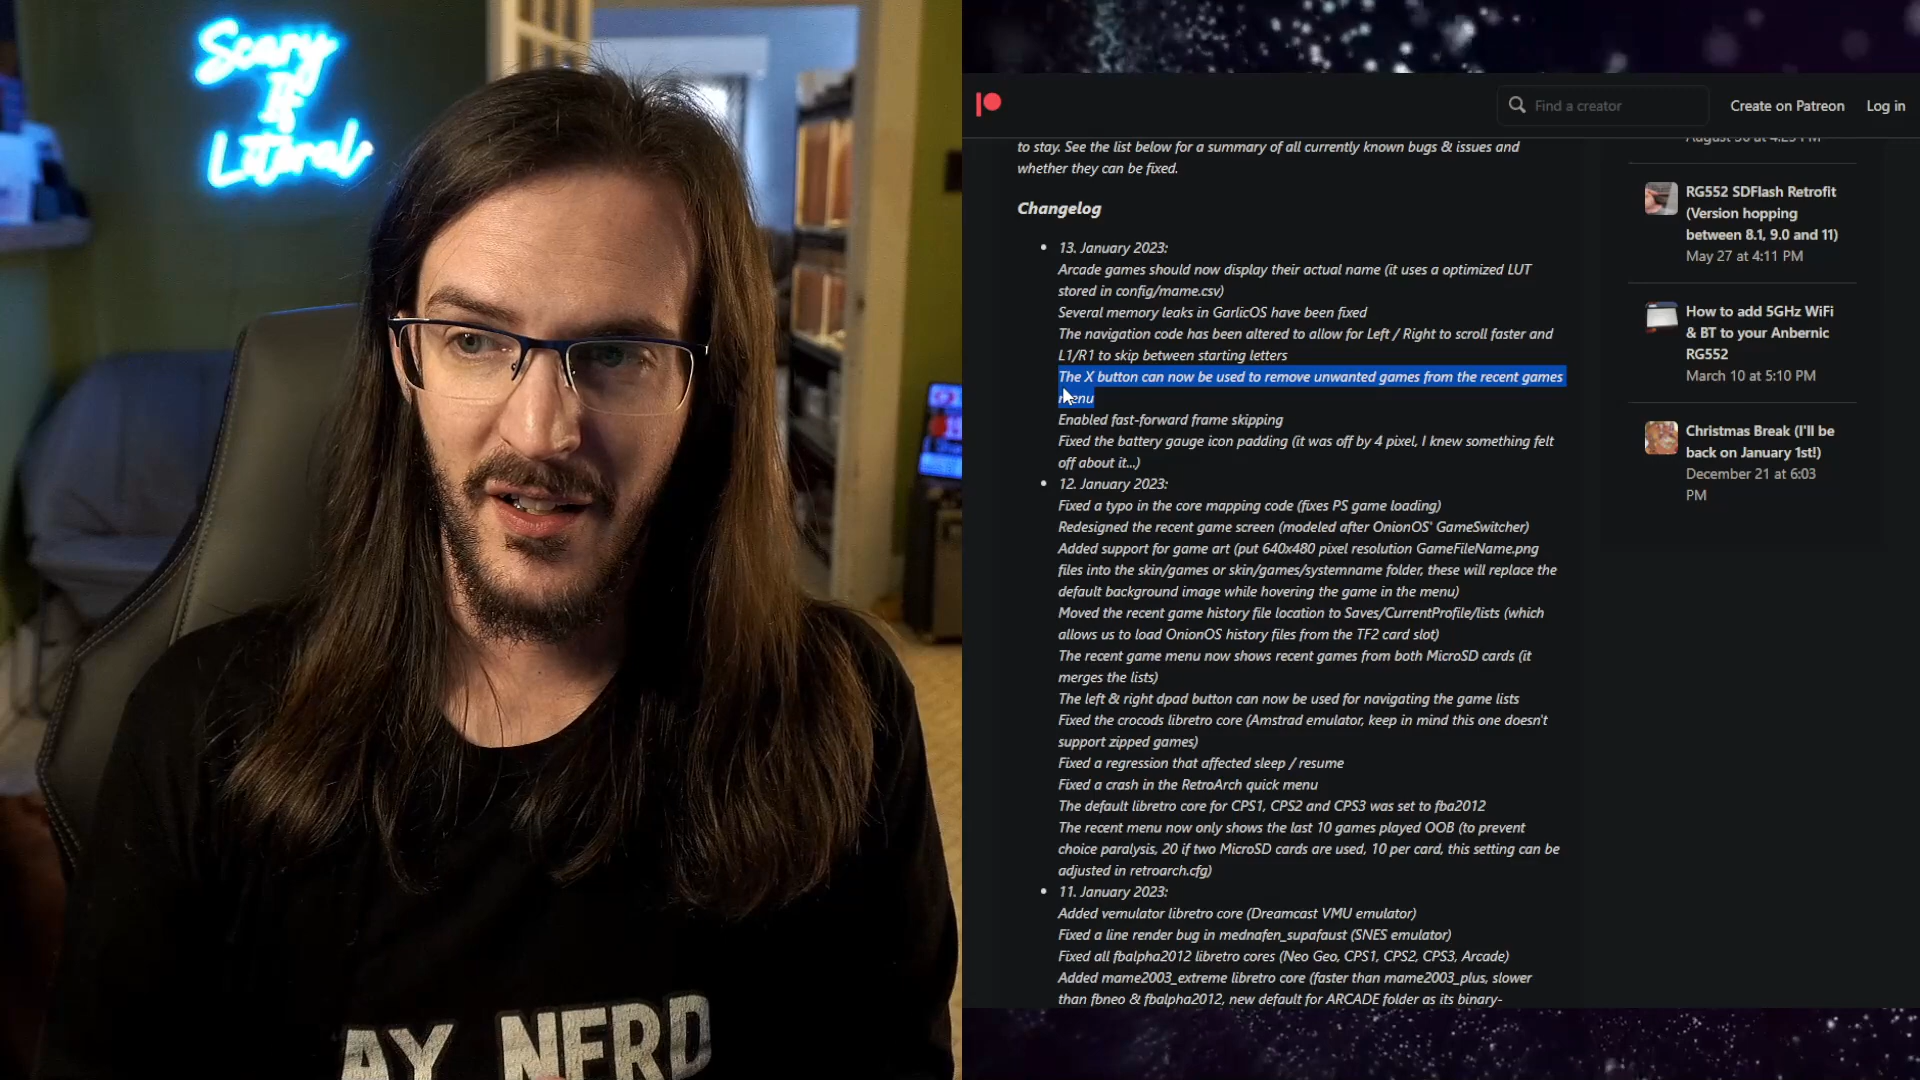 Scary
Is
Literal
AY NERD
Find a creator
Create on Patreon
Log in
to stay. See the list below for a summary of all currently known bugs & issues and
whether they can be fixed.
Changelog
13. January 2023:
Arcade games should now display their actual name (it uses a optimized LUT
stored in config/mame.csv)
Several memory leaks in GarlicOS have been fixed
The navigation code has been altered to allow for Left / Right to scroll faster and
L1/R1 to skip between starting letters
The X button can now be used to remove unwanted games from the recent games
menu
Enabled fast-forward frame skipping
Fixed the battery gauge icon padding (it was off by 4 pixel, I knew something felt
off about it...)
12. January 2023:
Fixed a typo in the core mapping code (fixes PS game loading)
Redesigned the recent game screen (modeled after OnionOS' GameSwitcher)
Added support for game art (put 640x480 pixel resolution GameFileName.png
files into the skin/games or skin/games/systemname folder, these will replace the
default background image while hovering the game in the menu)
Moved the recent game history file location to Saves/CurrentProfile/lists (which
allows us to load OnionOS history files from the TF2 card slot)
The recent game menu now shows recent games from both MicroSD cards (it
merges the lists)
The left & right dpad button can now be used for navigating the game lists
Fixed the crocods libretro core (Amstrad emulator, keep in mind this one doesn't
support zipped games)
Fixed a regression that affected sleep / resume
Fixed a crash in the RetroArch quick menu
The default libretro core for CPS1, CPS2 and CPS3 was set to fba2012
The recent menu now only shows the last 10 games played OOB (to prevent
choice paralysis, 20 if two MicroSD cards are used, 10 per card, this setting can be
adjusted in retroarch.cfg)
11. January 2023:
Added vemulator libretro core (Dreamcast VMU emulator)
Fixed a line render bug in mednafen_supafaust (SNES emulator)
Fixed all fbalpha2012 libretro cores (Neo Geo, CPS1, CPS2, CPS3, Arcade)
Added mame2003_extreme libretro core (faster than mame2003_plus, slower
than fbneo & fbalpha2012, new default for ARCADE folder as its binary-
August 30 at 4:25 PM
RG552 SDFlash Retrofit
(Version hopping
between 8.1, 9.0 and 11)
May 27 at 4:11 PM
How to add 5GHz WiFi
& BT to your Anbernic
RG552
March 10 at 5:10 PM
Christmas Break (I'll be
back on January 1st!)
December 21 at 6:03
PM